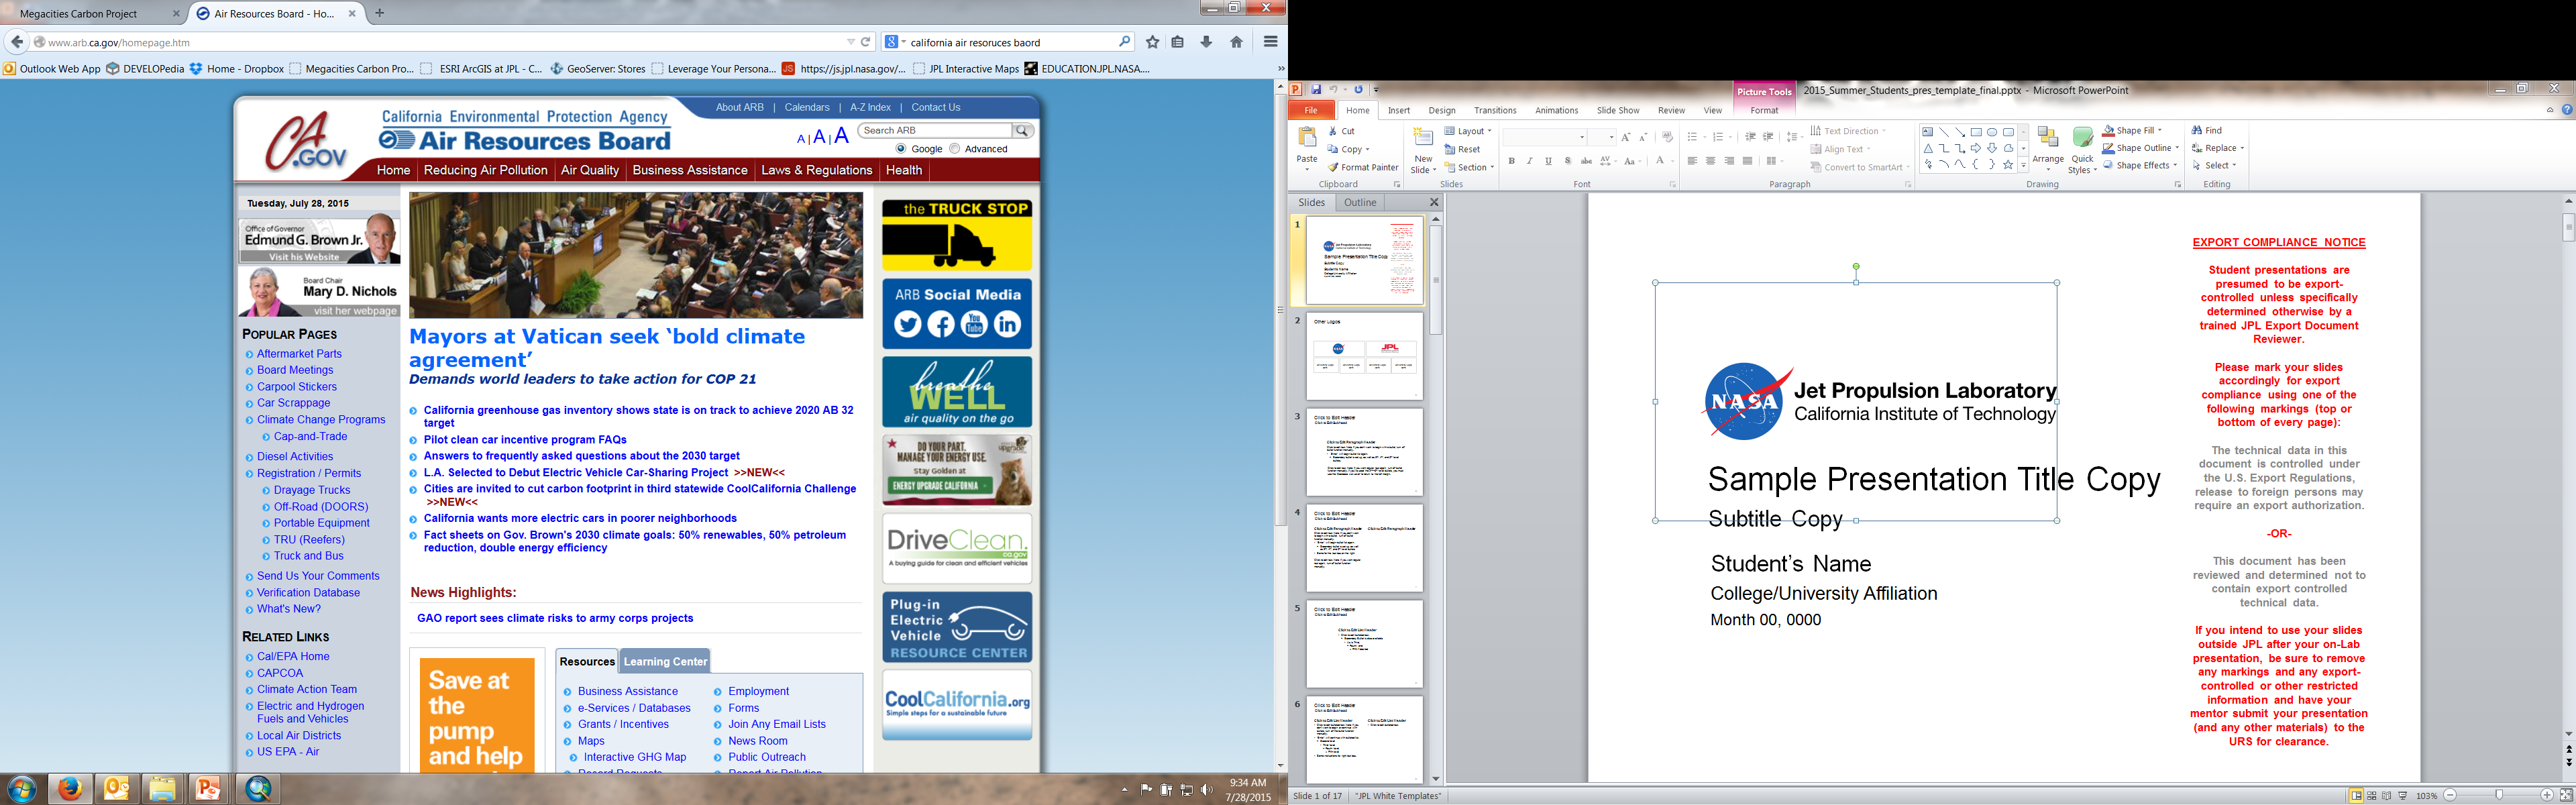 Megacities Carbon Project
Air Resources Board - Ho...
www.arb.ca.gov/homepage.htm
california air resoruces baord
Outlook Web App
DEVELOPedia
Home - Dropbox
Megacities Carbon Pro...
ESRI ArcGIS at JPL - C...
GeoServer: Stores
Leverage Your Persona...
https://js.jpl.nasa.gov/...
JPL Interactive Maps
EDUCATION.JPL.NASA....
CA.GOV
California Environmental Protection Agency
Air Resources Board
About ARB | Calendars | A-Z Index | Contact Us
A | A | A
Search ARB
Google Advanced
Home
Reducing Air Pollution
Air Quality
Business Assistance
Laws & Regulations
Health
Tuesday, July 28, 2015
Office of Governor
Edmund G. Brown Jr.
Visit his Website
Board Chair
Mary D. Nichols
visit her webpage
POPULAR PAGES
Aftermarket Parts
Board Meetings
Carpool Stickers
Car Scrappage
Climate Change Programs
Cap-and-Trade
Diesel Activities
Registration / Permits
Drayage Trucks
Off-Road (DOORS)
Portable Equipment
TRU (Reefers)
Truck and Bus
Send Us Your Comments
Verification Database
What's New?
RELATED LINKS
Cal/EPA Home
CAPCOA
Climate Action Team
Electric and Hydrogen
Fuels and Vehicles
Local Air Districts
US EPA - Air
Mayors at Vatican seek ‘bold climate
agreement’
Demands world leaders to take action for COP 21
California greenhouse gas inventory shows state is on track to achieve 2020 AB 32
target
Pilot clean car incentive program FAQs
Answers to frequently asked questions about the 2030 target
L.A. Selected to Debut Electric Vehicle Car-Sharing Project >>NEW<<
Cities are invited to cut carbon footprint in third statewide CoolCalifornia Challenge
>>NEW<<
California wants more electric cars in poorer neighborhoods
Fact sheets on Gov. Brown's 2030 climate goals: 50% renewables, 50% petroleum
reduction, double energy efficiency
News Highlights:
GAO report sees climate risks to army corps projects
Save at
the
pump
and help
Resources
Learning Center
Business Assistance
e-Services / Databases
Grants / Incentives
Maps
Interactive GHG Map
Record Requests
Employment
Forms
Join Any Email Lists
News Room
Public Outreach
Report Air Pollution
the TRUCK STOP
ARB Social Media
You Tube
in
breathe
WELL
air quality on the go
DO YOUR PART.
MANAGE YOUR ENERGY USE.
Stay Golden at
ENERGY UPGRADE CALIFORNIA
DriveClean.
ca.gov
A buying guide for clean and efficient vehicles
Plug-in
Electric
Vehicle
RESOURCE CENTER
CoolCalifornia.org
Simple steps for a sustainable future
9:34 AM
7/28/2015
Picture Tools
2015_Summer_Students_pres_template_final.pptx - Microsoft PowerPoint
File
Home
Insert
Design
Transitions
Animations
Slide Show
Review
View
Format
Paste
Cut
Copy
Format Painter
Clipboard
New
Slide
Layout
Reset
Section
Slides
Font
Text Direction
Align Text
Convert to SmartArt
Paragraph
Arrange
Quick
Styles
Shape Fill
Shape Outline
Shape Effects
Drawing
Find
Replace
Select
Editing
Slides
Outline
1
2
3
4
5
6
Other Logos
NASA
Jet Propulsion Laboratory
California Institute of Technology
Sample Presentation Title Copy
Subtitle Copy
Student’s Name
College/University Affiliation
Month 00, 0000
EXPORT COMPLIANCE NOTICE
Student presentations are
presumed to be export-
controlled unless specifically
determined otherwise by a
trained JPL Export Document
Reviewer.
Please mark your slides
accordingly for export
compliance using one of the
following markings (top or
bottom of every page):
The technical data in this
document is controlled under
the U.S. Export Regulations,
release to foreign persons may
require an export authorization.
-OR-
This document has been
reviewed and determined not to
contain export controlled
technical data.
If you intend to use your slides
outside JPL after your on-Lab
presentation, be sure to remove
any markings and any export-
controlled or other restricted
information and have your
mentor submit your presentation
(and any other materials) to the
URS for clearance.
Slide 1 of 17
"JPL White Templates"
103%